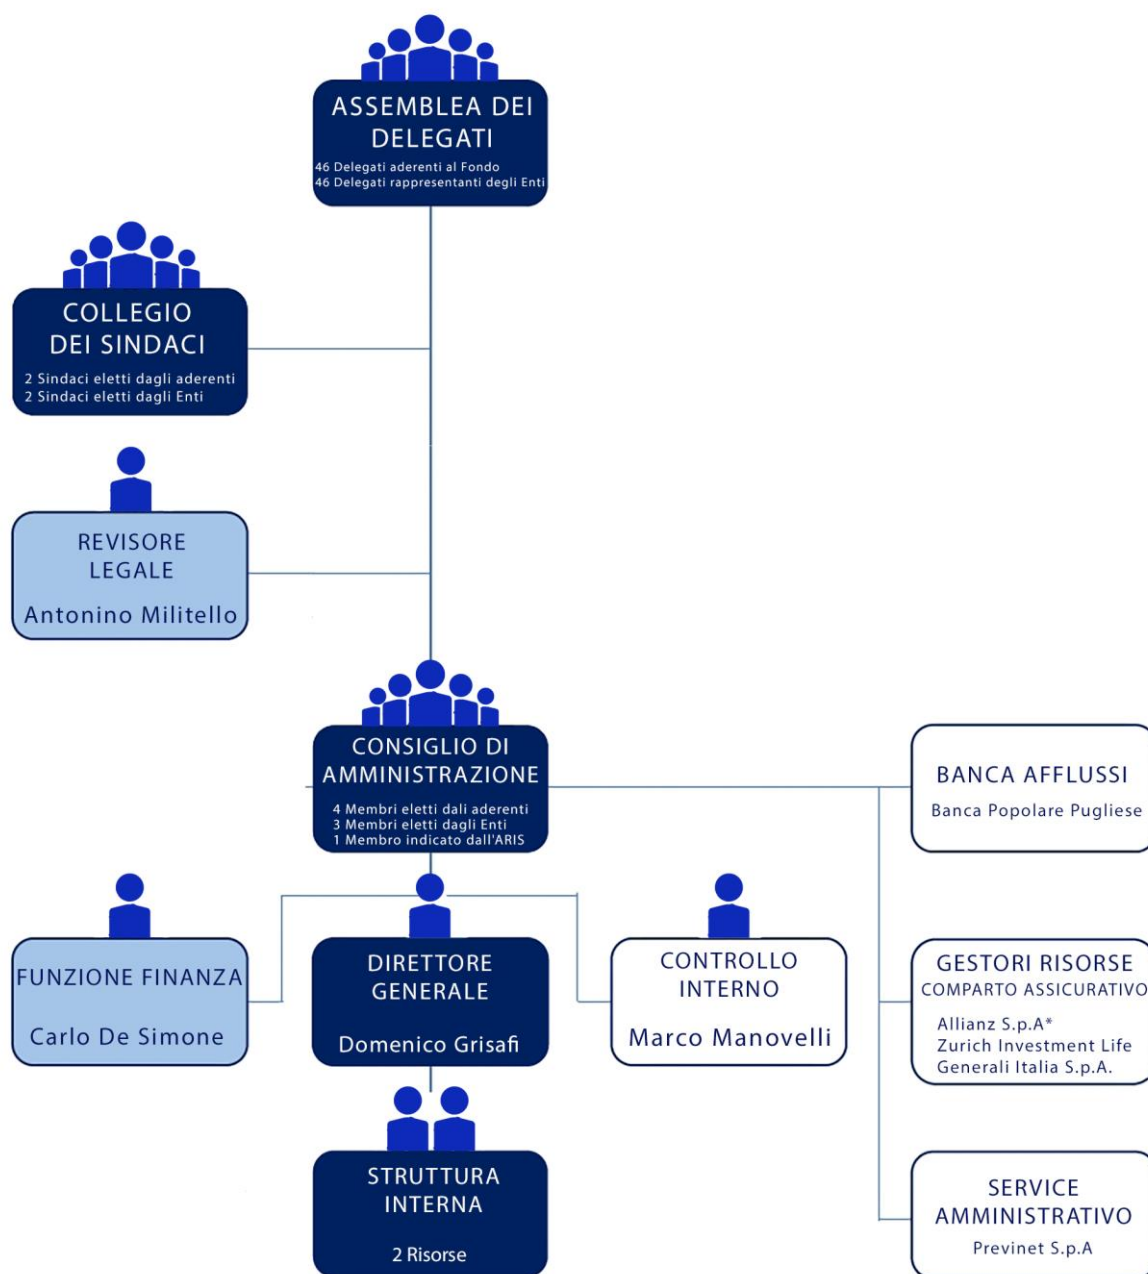 ASSEMBLEA DEI
DELEGATI
46 Delegati aderenti al Fondo
46 Delegati rappresentanti degli Enti
COLLEGIO
DEI SINDACI
2 Sindaci eletti dagli aderenti
2 Sindaci eletti dagli Enti
REVISORE
LEGALE
Antonino Militello
CONSIGLIO DI
AMMINISTRAZIONE
4 Membri eletti dali aderenti
3 Membri eletti dagli Enti
1 Membro indicato dall'ARIS
BANCA AFFLUSSI
Banca Popolare Pugliese
FUNZIONE FINANZA
Carlo De Simone
DIRETTORE
GENERALE
Domenico Grisafi
CONTROLLO
INTERNO
Marco Manovelli
GESTORI RISORSE
COMPARTO ASSICURATIVO
Allianz S.p.A*
Zurich Investment Life
Generali Italia S.p.A.
STRUTTURA
INTERNA
2 Risorse
SERVICE
AMMINISTRATIVO
Previnet S.p.A